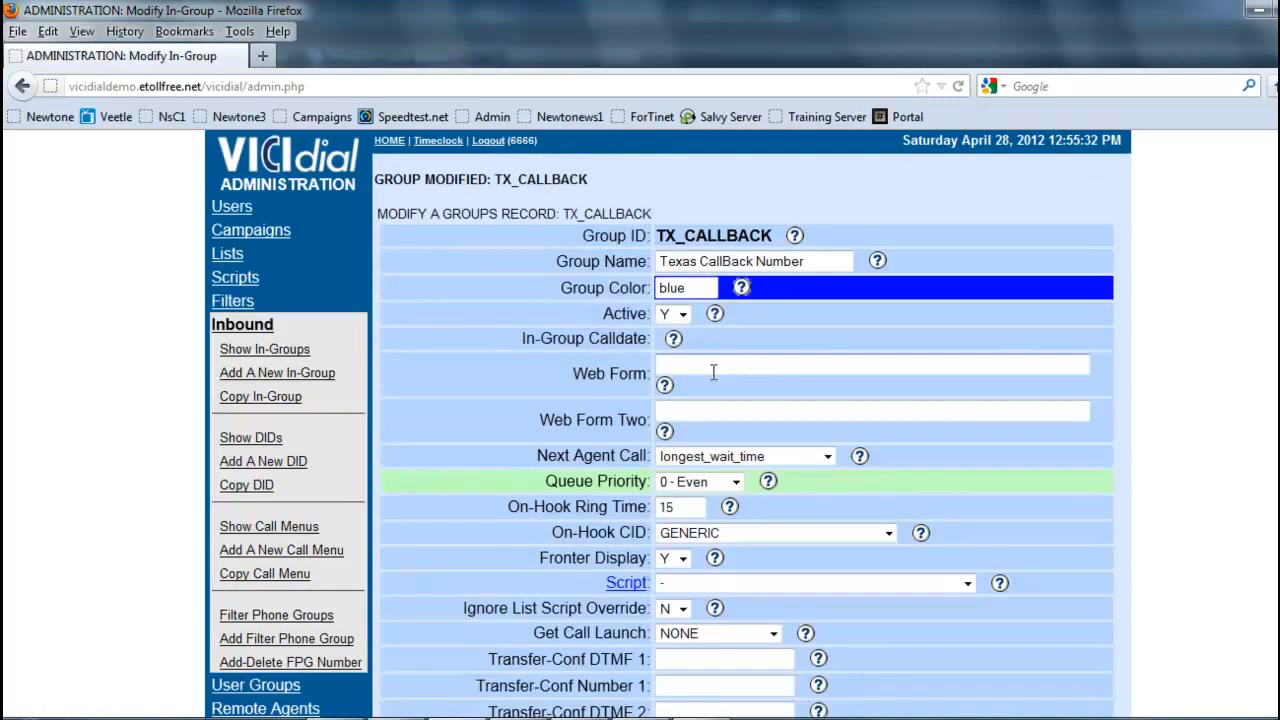 ADMINISTRATION: Modify In-Group - Mozilla Firefox
File Edit View History Bookmarks Tools Help
ADMINISTRATION: Modify In-Group +
vicidialdemo.etollfree.net/vicidial/admin.php
Google
Newtone Veetle NsC1 Newtone3 Campaigns Speedtest.net Admin Newtonews1 ForTinet Salvy Server Training Server Portal
VICIdial
ADMINISTRATION
HOME | Timeclock | Logout (6666)
Saturday April 28, 2012 12:55:32 PM
Users
Campaigns
Lists
Scripts
Filters
Inbound
Show In-Groups
Add A New In-Group
Copy In-Group
Show DIDs
Add A New DID
Copy DID
Show Call Menus
Add A New Call Menu
Copy Call Menu
Filter Phone Groups
Add Filter Phone Group
Add-Delete FPG Number
User Groups
Remote Agents
GROUP MODIFIED: TX_CALLBACK
MODIFY A GROUPS RECORD: TX_CALLBACK
Group ID: TX_CALLBACK ?
Group Name: Texas CallBack Number ?
Group Color: blue ?
Active: Y ?
In-Group Calldate: ?
Web Form:
?
Web Form Two:
?
Next Agent Call: longest_wait_time ?
Queue Priority: 0 - Even ?
On-Hook Ring Time: 15 ?
On-Hook CID: GENERIC ?
Fronter Display: Y ?
Script: - ?
Ignore List Script Override: N ?
Get Call Launch: NONE ?
Transfer-Conf DTMF 1: ?
Transfer-Conf Number 1: ?
Transfer-Conf DTMF 2: ?